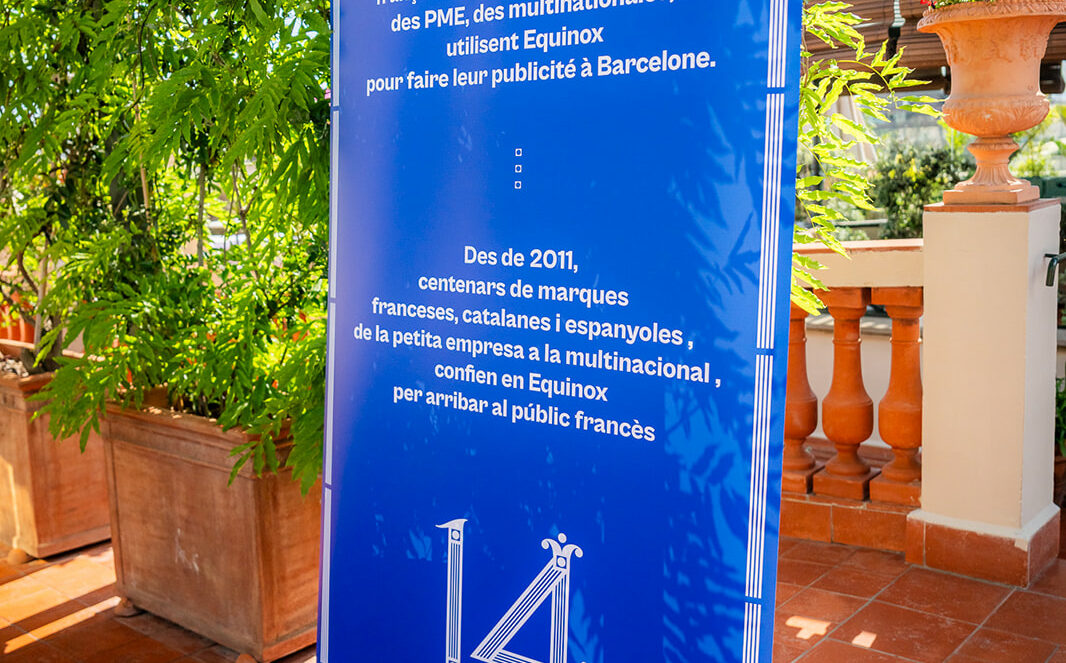 des PME, des
utilisent Equinox
pour faire leur publicité à Barcelone.
Des de 2011,
centenars de marques
franceses, catalanes i espanyoles ,
de la petita empresa a la multinacional ,
confien en Equinox
per arribar al públic francès
14